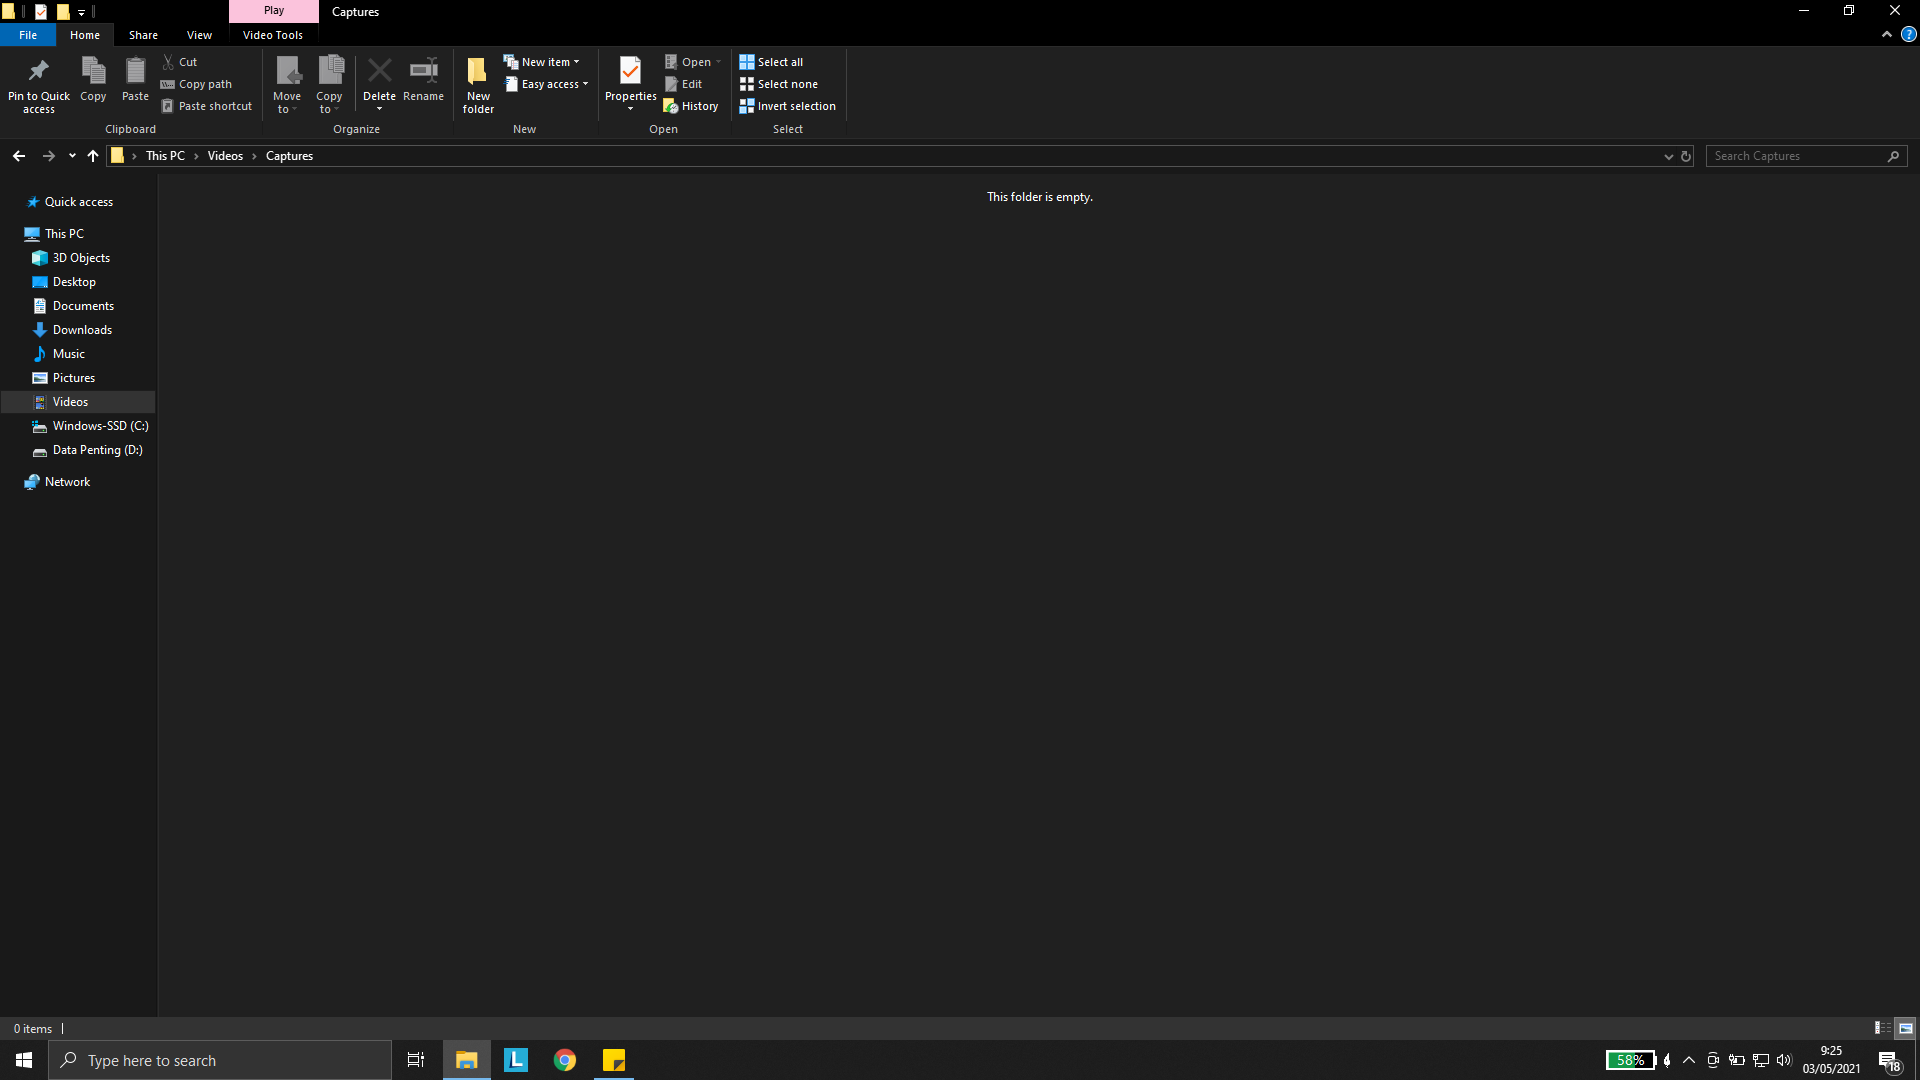 Play
Captures
File
Home
Share
View
Video Tools
Pin to Quick
access
Copy
Paste
Cut
Copy path
Paste shortcut
Clipboard
Move
to
Copy
to
Delete
Rename
Organize
New
folder
New item
Easy access
New
Properties
Open
Edit
History
Open
Select all
Select none
Invert selection
Select
This PC
Videos
Captures
Search Captures
This folder is empty.
Quick access
This PC
3D Objects
Desktop
Documents
Downloads
Music
Pictures
Videos
Windows-SSD (C:)
Data Penting (D:)
Network
0 items
Type here to search
L
58%
9:25
03/05/2021
18